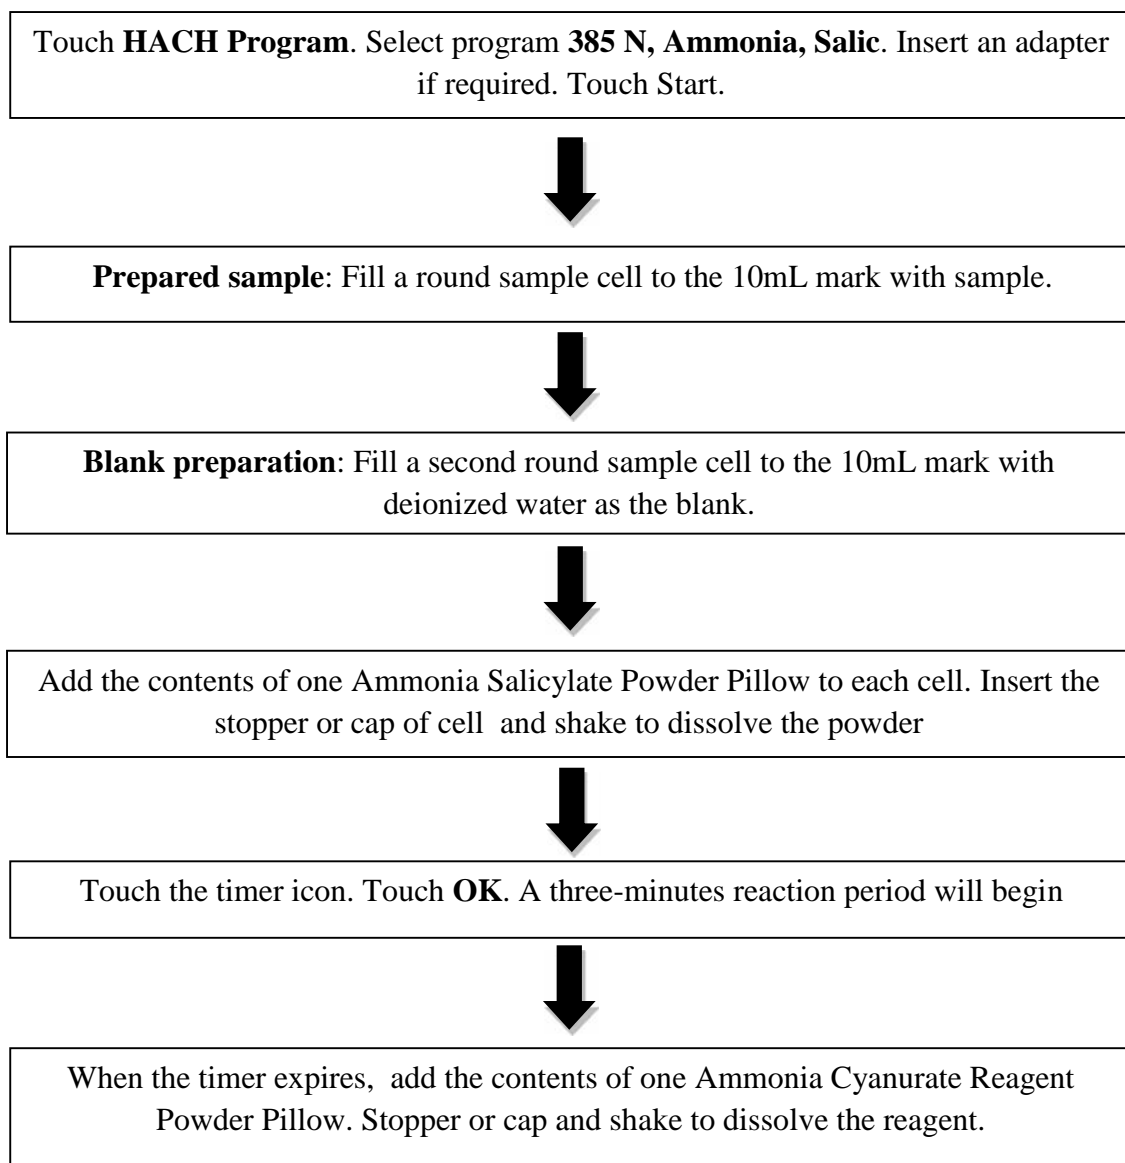 Touch HACH Program. Select program 385 N, Ammonia, Salic. Insert an adapter
if required. Touch Start.
Prepared sample: Fill a round sample cell to the 10mL mark with sample.
Blank preparation: Fill a second round sample cell to the 10mL mark with
deionized water as the blank.
Add the contents of one Ammonia Salicylate Powder Pillow to each cell. Insert the
stopper or cap of cell and shake to dissolve the powder
Touch the timer icon. Touch OK. A three-minutes reaction period will begin
When the timer expires, add the contents of one Ammonia Cyanurate Reagent
Powder Pillow. Stopper or cap and shake to dissolve the reagent.